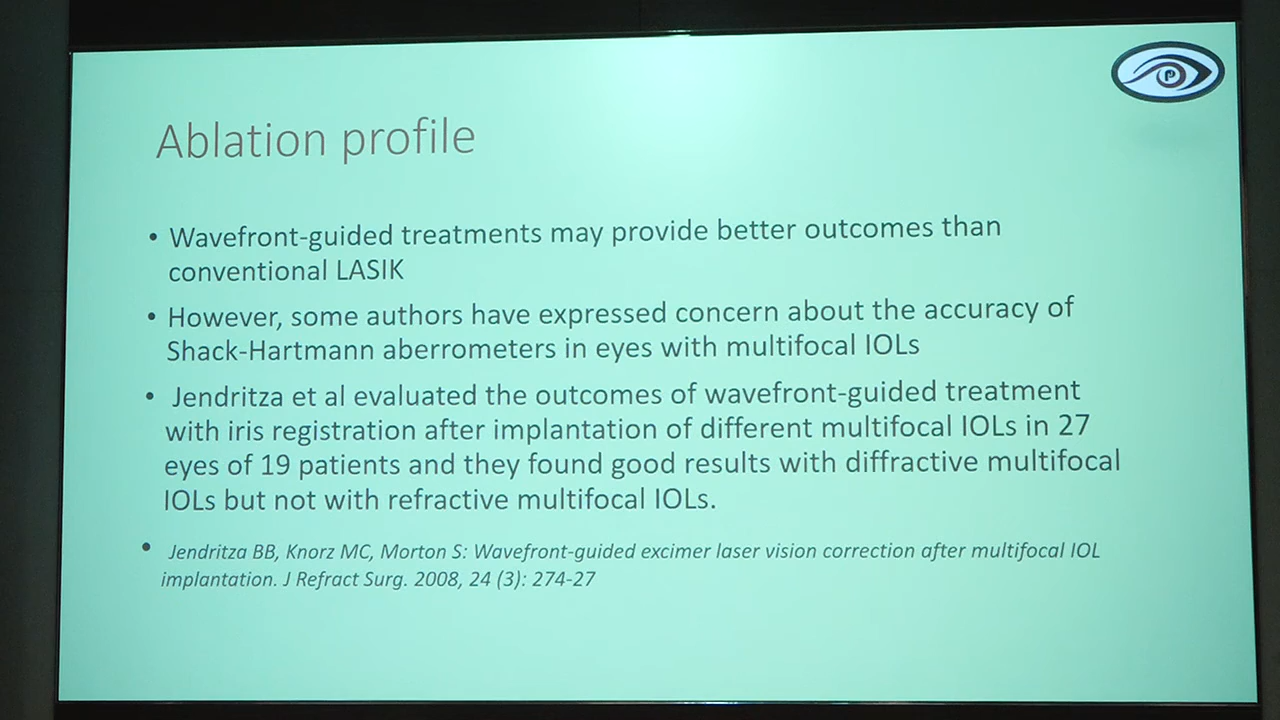 Ablation profile
• Wavefront-guided treatments may provide better outcomes than
conventional LASIK
• However, some authors have expressed concern about the accuracy of
Shack-Hartmann aberrometers in eyes with multifocal IOLs
• Jendritza et al evaluated the outcomes of wavefront-guided treatment
with iris registration after implantation of different multifocal IOLs in 27
eyes of 19 patients and they found good results with diffractive multifocal
IOLs but not with refractive multifocal IOLs.
• Jendritza BB, Knorz MC, Morton S: Wavefront-guided excimer laser vision correction after multifocal IOL
implantation. J Refract Surg. 2008, 24 (3): 274-27